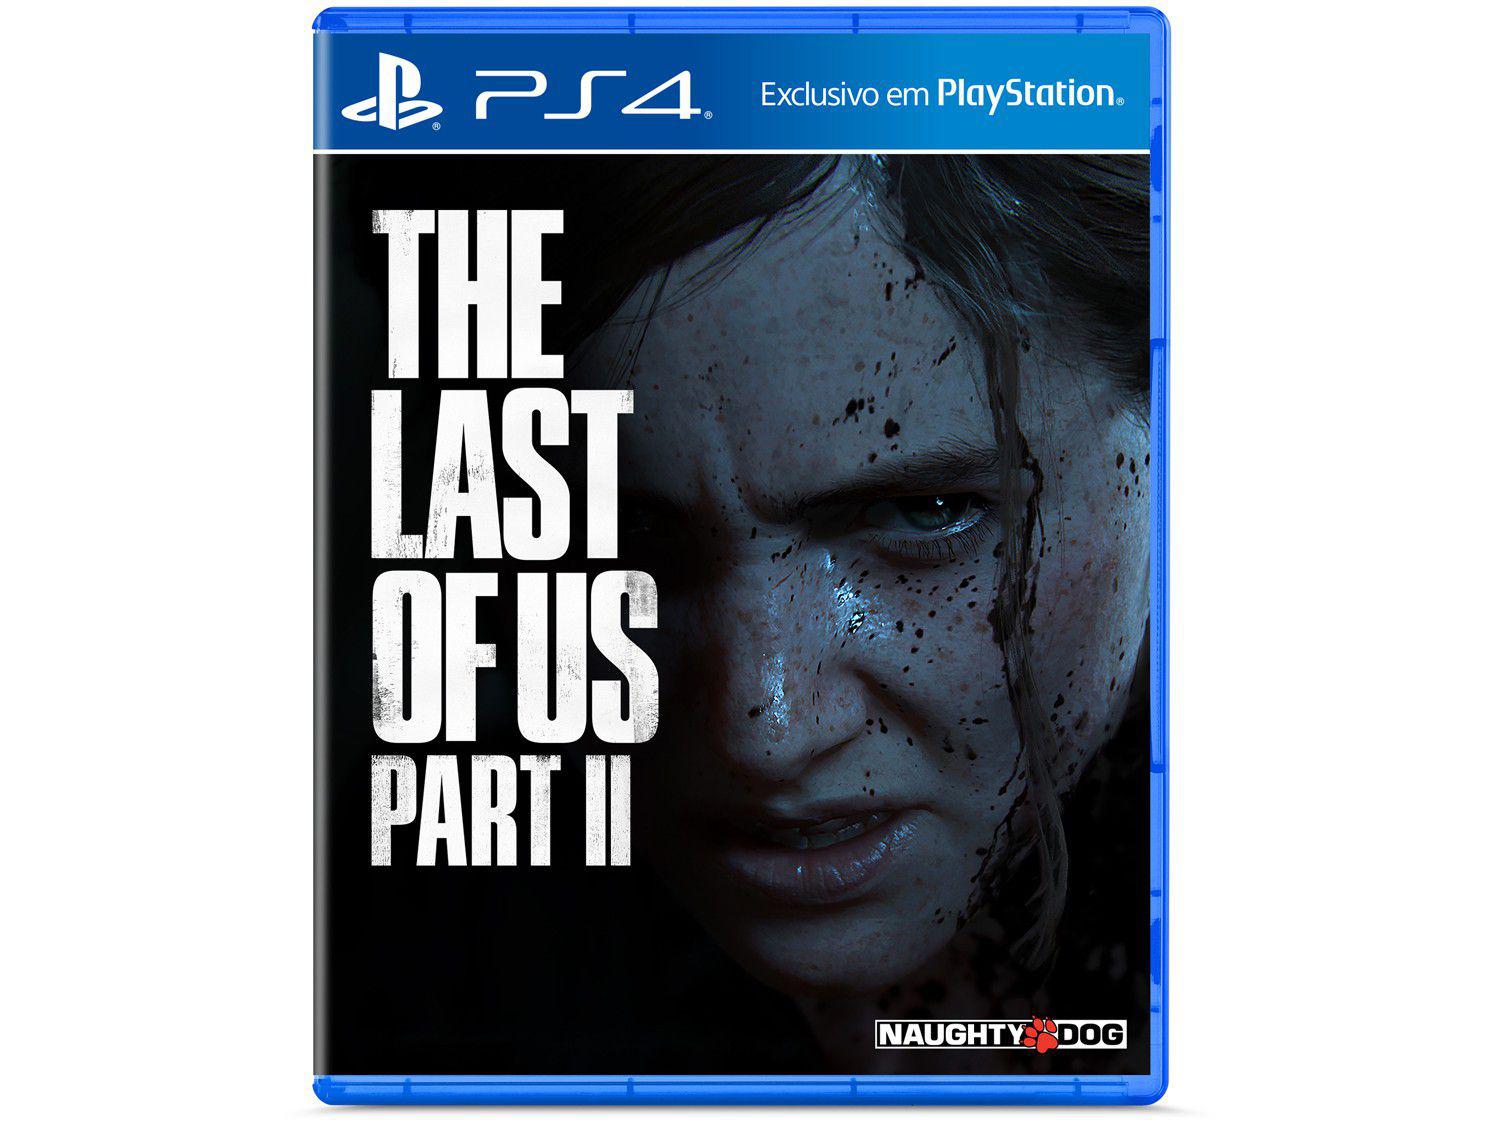 PS4®
Exclusivo em PlayStation®
THE
LAST
OF US
PART II
NAUGHTY DOG